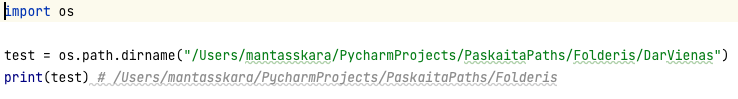 import os
test = os.path.dirname("/Users/mantasskara/PycharmProjects/PaskaitaPaths/Folderis/DarVienas")
print(test) # /Users/mantasskara/PycharmProjects/PaskaitaPaths/Folderis